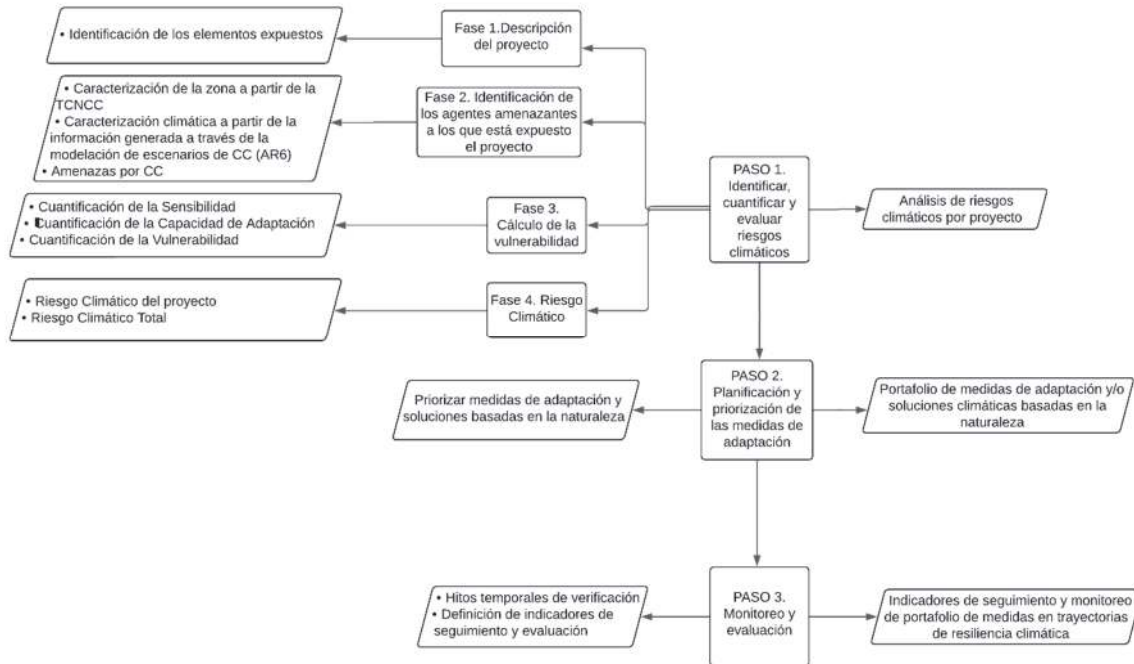 Fase 1.Descripción
del proyecto
• Identificación de los elementos expuestos
Fase 2. Identificación de
los agentes amenazantes
a los que está expuesto
el proyecto
• Caracterización de la zona a partir de la
TCNCC
• Caracterización climática a partir de la
información generada a través de la
modelación de escenarios de CC (AR6)
• Amenazas por CC
PASO 1.
Identificar,
cuantificar y
evaluar
riesgos
climáticos
Análisis de riesgos
climáticos por proyecto
Fase 3.
Cálculo de la
vulnerabilidad
• Cuantificación de la Sensibilidad
• Cuantificación de la Capacidad de Adaptación
• Cuantificación de la Vulnerabilidad
Fase 4. Riesgo
Climático
• Riesgo Climático del proyecto
• Riesgo Climático Total
PASO 2.
Planificación y
priorización de
las medidas de
adaptación
Priorizar medidas de adaptación y
soluciones basadas en la naturaleza
Portafolio de medidas de adaptación y/o
soluciones climáticas basadas en la
naturaleza
PASO 3.
Monitoreo y
evaluación
• Hitos temporales de verificación
• Definición de indicadores de
seguimiento y evaluación
Indicadores de seguimiento y monitoreo
de portafolio de medidas en trayectorias
de resiliencia climática